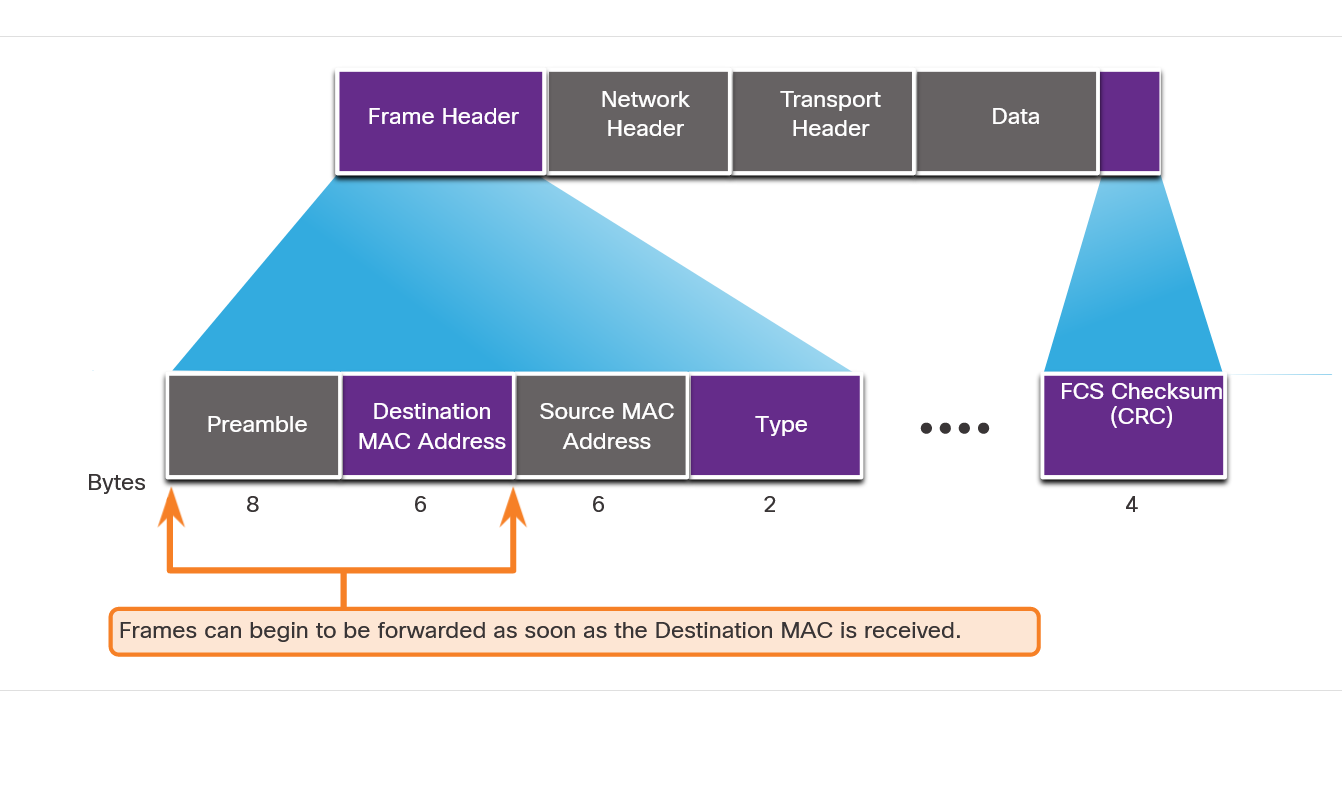 Frame Header
Network
Header
Transport
Header
Data
Preamble
Destination
MAC Address
Source MAC
Address
Type
FCS Checksum
(CRC)
Bytes
8
6
6
2
4
Frames can begin to be forwarded as soon as the Destination MAC is received.